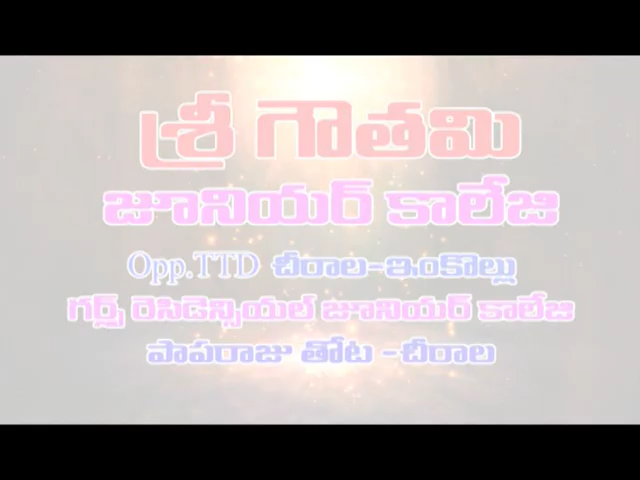 శ్రీ గౌతమి
జూనియర్ కాలేజి
Opp.TTD చీరాల-ఇంకొల్లు
గర్ల్స్ రెసిడెన్సియల్ జూనియర్ కాలేజి
పాపరాజు తోట -చీరాల